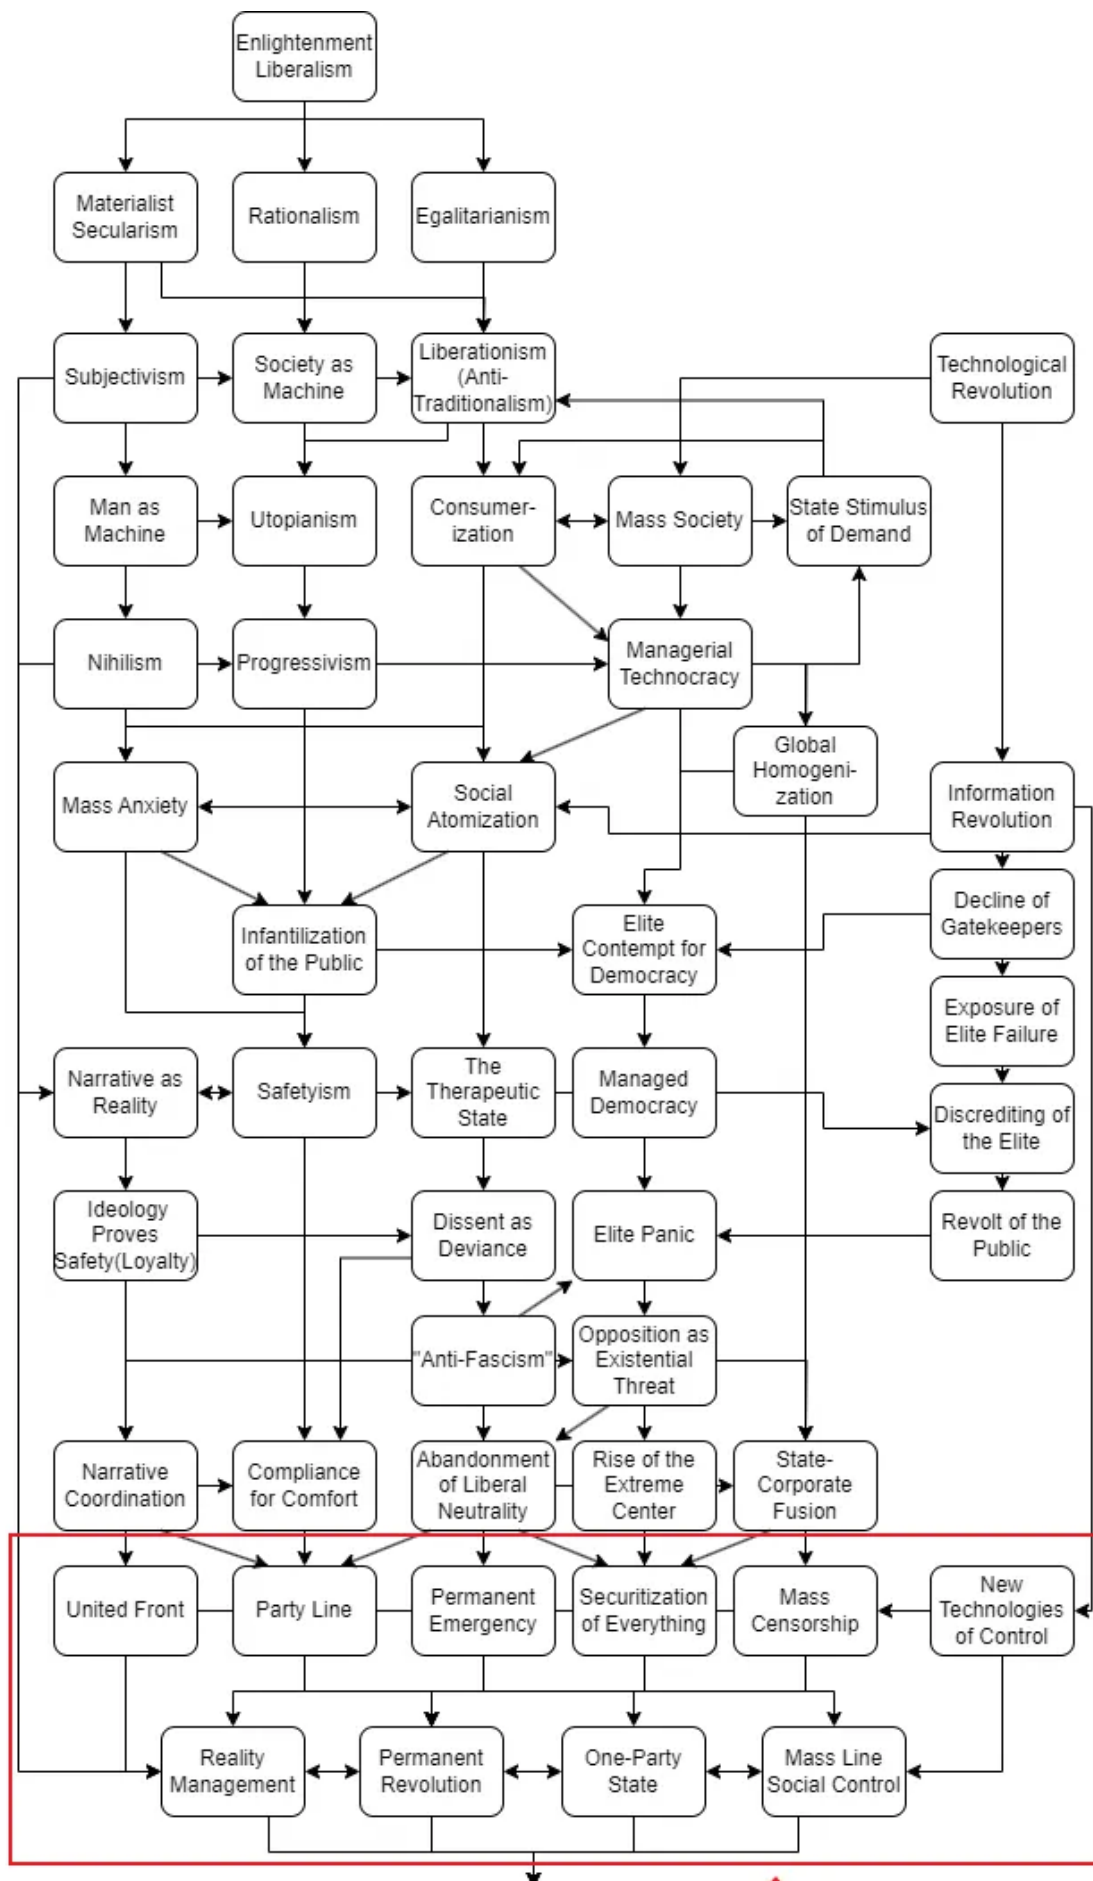 Enlightenment
Liberalism
Materialist
Secularism
Rationalism
Egalitarianism
Subjectivism
Society as
Machine
Liberationism
(Anti-
Traditionalism)
Technological
Revolution
Man as
Machine
Utopianism
Consumer-
ization
Mass Society
State Stimulus
of Demand
Nihilism
Progressivism
Managerial
Technocracy
Global
Homogeni-
zation
Mass Anxiety
Social
Atomization
Information
Revolution
Decline of
Gatekeepers
Infantilization
of the Public
Elite
Contempt for
Democracy
Exposure of
Elite Failure
Narrative as
Reality
Safetyism
The
Therapeutic
State
Managed
Democracy
Discrediting of
the Elite
Ideology
Proves
Safety(Loyalty)
Dissent as
Deviance
Elite Panic
Revolt of the
Public
"Anti-Fascism"
Opposition as
Existential
Threat
Narrative
Coordination
Compliance
for Comfort
Abandonment
of Liberal
Neutrality
Rise of the
Extreme
Center
State-
Corporate
Fusion
United Front
Party Line
Permanent
Emergency
Securitization
of Everything
Mass
Censorship
New
Technologies
of Control
Reality
Management
Permanent
Revolution
One-Party
State
Mass Line
Social Control